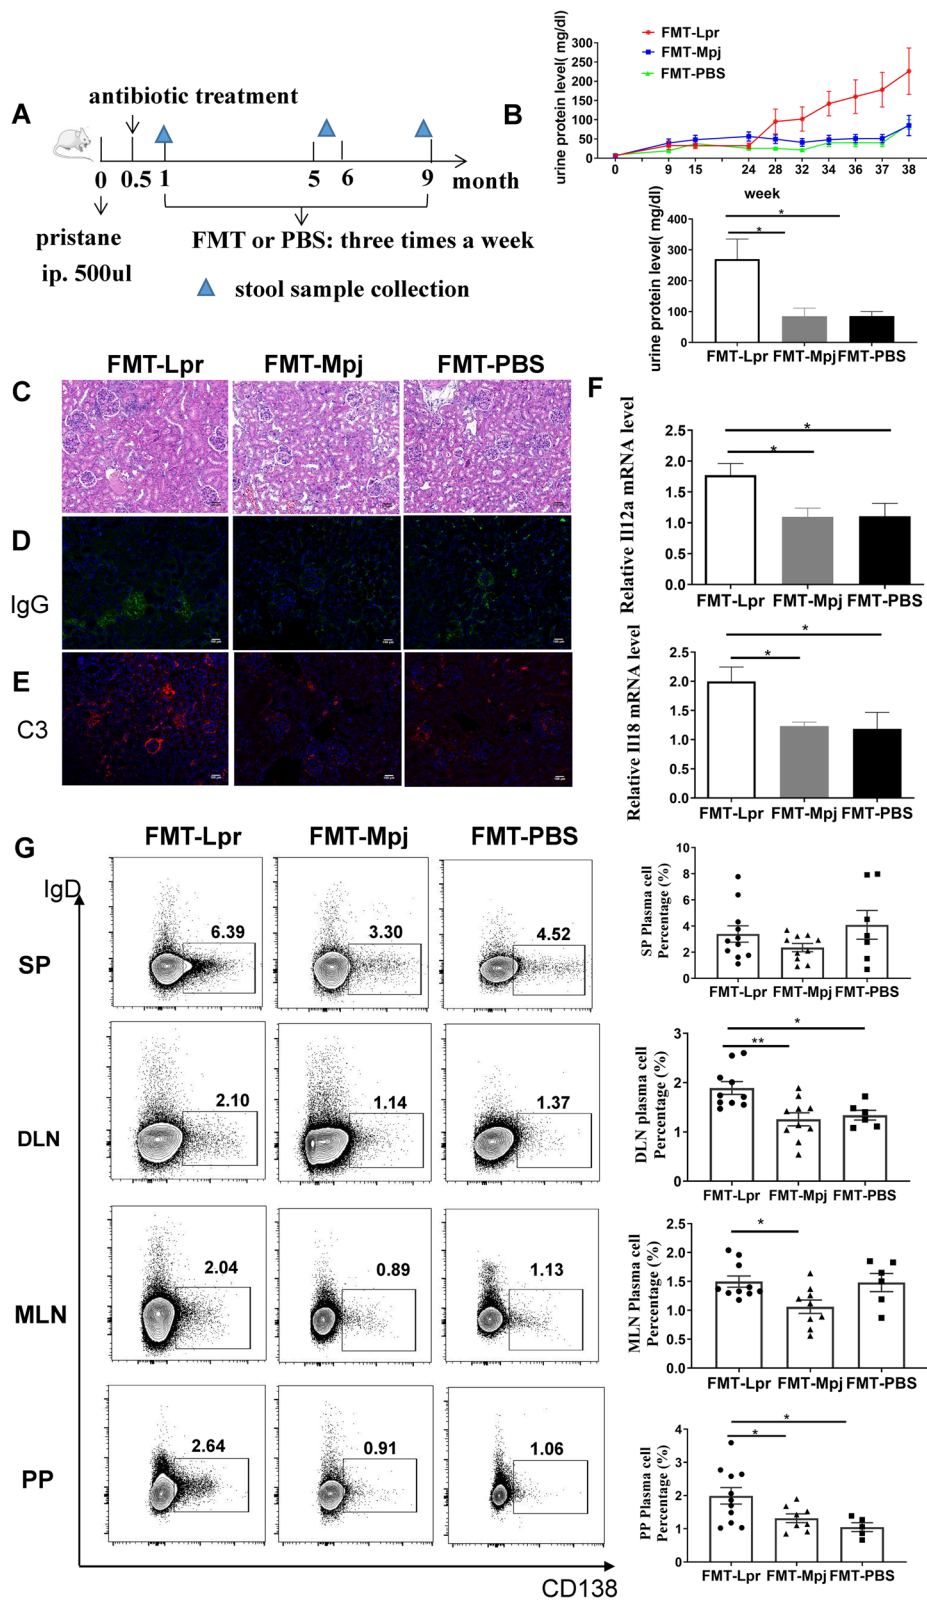 A
antibiotic treatment
0
0.5
1
5
6
9
month
pristane
ip. 500ul
FMT or PBS: three times a week
stool sample collection
B
FMT-Lpr
FMT-Mpj
FMT-PBS
urine protein level( mg/dl)
300
250
200
150
100
50
0
0
9
15
24
28
32
34
36
37
38
week
urine protein level( mg/dl)
400
300
200
100
0
*
*
FMT-Lpr
FMT-Mpj
FMT-PBS
FMT-Lpr
FMT-Mpj
FMT-PBS
C
D
IgG
E
C3
F
Relative Il12a mRNA level
2.5
2.0
1.5
1.0
0.5
0.0
*
*
FMT-Lpr
FMT-Mpj
FMT-PBS
Relative Il18 mRNA level
2.5
2.0
1.5
1.0
0.5
0.0
*
*
FMT-Lpr
FMT-Mpj
FMT-PBS
G
FMT-Lpr
FMT-Mpj
FMT-PBS
IgD
SP
6.39
3.30
4.52
DLN
2.10
1.14
1.37
MLN
2.04
0.89
1.13
PP
2.64
0.91
1.06
CD138
SP Plasma cell
Percentage (%)
10
8
6
4
2
0
FMT-Lpr
FMT-Mpj
FMT-PBS
DLN plasma cell
Percentage (%)
3
2
1
0
*
**
FMT-Lpr
FMT-Mpj
FMT-PBS
MLN Plasma cell
Percentage (%)
2.5
2.0
1.5
1.0
0.5
0.0
*
FMT-Lpr
FMT-Mpj
FMT-PBS
PP Plasma cell
Percentage (%)
4
3
2
1
0
*
*
FMT-Lpr
FMT-Mpj
FMT-PBS